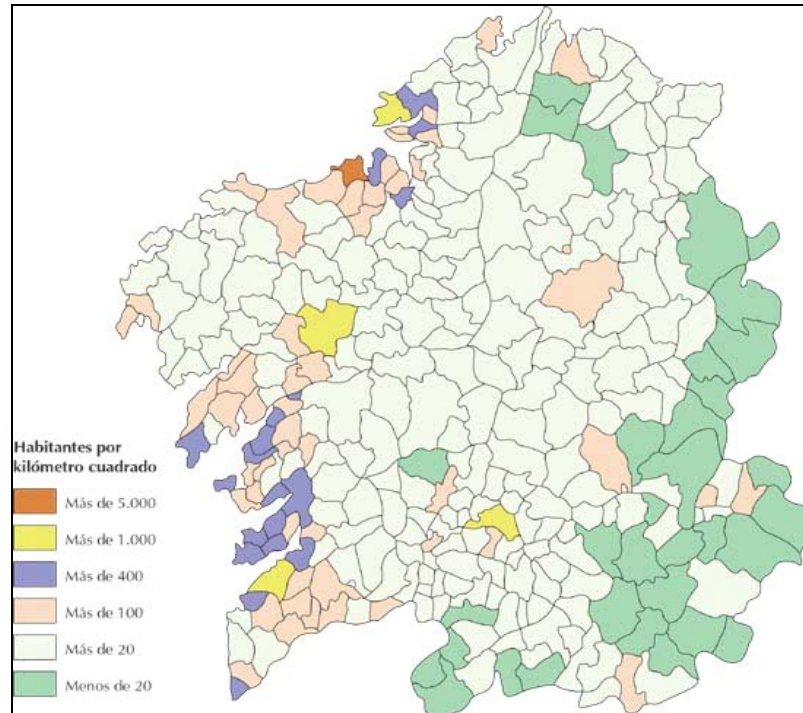 Habitantes por
kilómetro cuadrado
Más de 5.000
Más de 1.000
Más de 400
Más de 100
Más de 20
Menos de 20